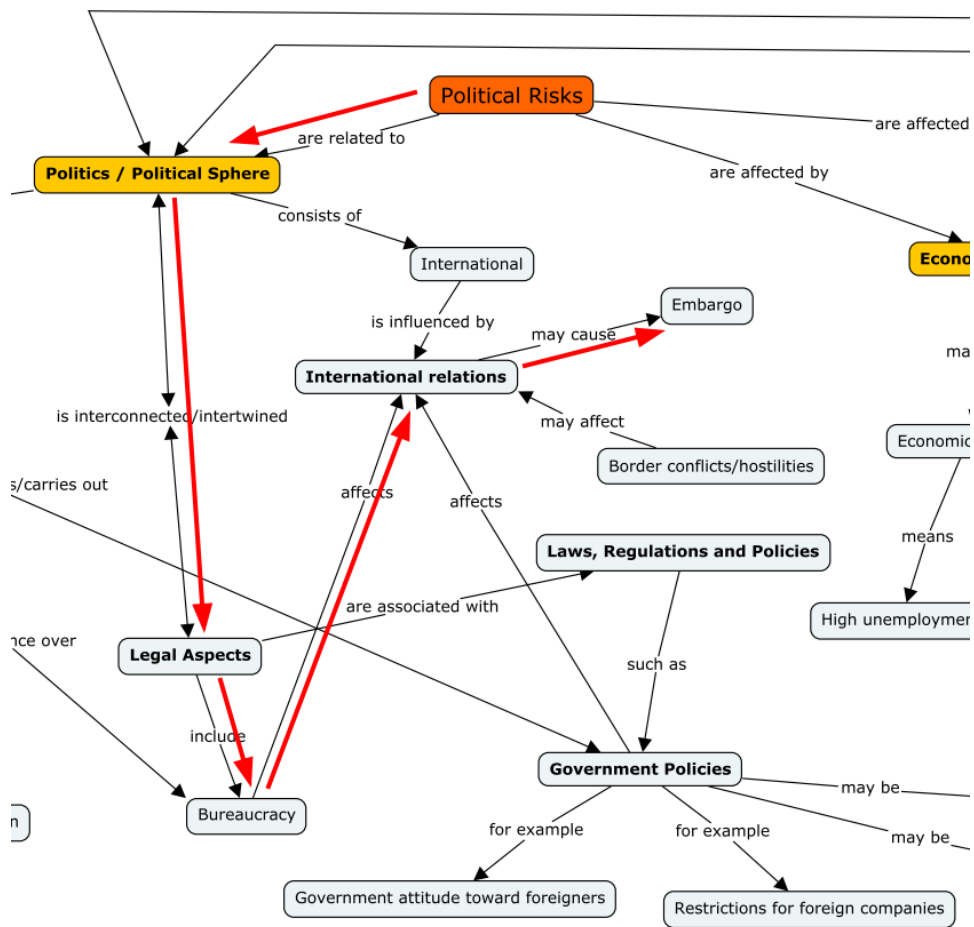 Political Risks
are related to
are affected
Politics / Political Sphere
are affected by
consists of
International
Econo
Embargo
is influenced by
may cause
ma
International relations
is interconnected/intertwined
may affect
Economic
Border conflicts/hostilities
s/carries out
affects
affects
means
Laws, Regulations and Policies
are associated with
High unemploymen
nce over
Legal Aspects
such as
include
Government Policies
may be
Bureaucracy
n
for example
for example
may be
Government attitude toward foreigners
Restrictions for foreign companies